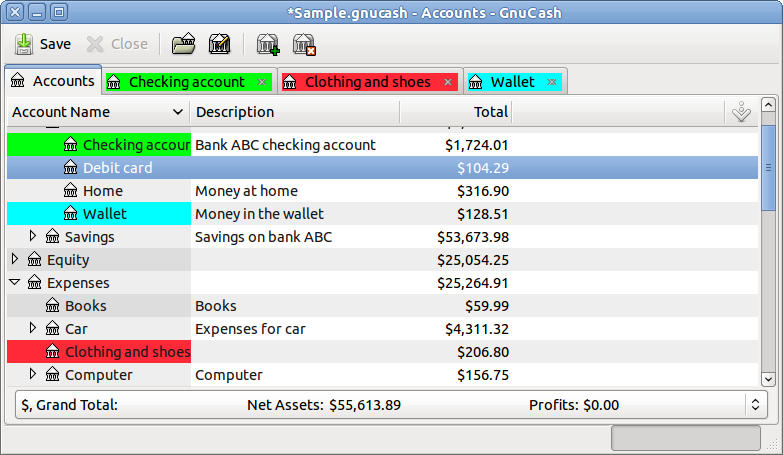 *Sample.gnucash - Accounts - GnuCash
Save Close
Accounts Checking account Clothing and shoes Wallet
Account Name Description Total
Checking accour Bank ABC checking account $1,724.01
Debit card $104.29
Home Money at home $316.90
Wallet Money in the wallet $128.51
Savings Savings on bank ABC $53,673.98
Equity $25,054.25
Expenses $25,264.91
Books Books $59.99
Car Expenses for car $4,311.32
Clothing and shoes $206.80
Computer Computer $156.75
$, Grand Total: Net Assets: $55,613.89 Profits: $0.00